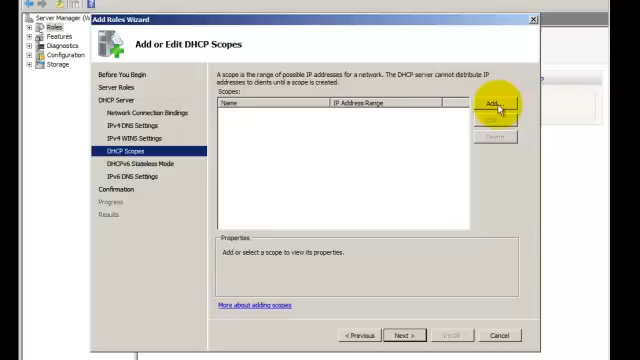 Server Manager (W
Roles
Features
Diagnostics
Configuration
Storage
Add Roles Wizard
Add or Edit DHCP Scopes
Before You Begin
Server Roles
DHCP Server
Network Connection Bindings
IPv4 DNS Settings
IPv4 WINS Settings
DHCP Scopes
DHCPv6 Stateless Mode
IPv6 DNS Settings
Confirmation
Progress
Results
A scope is the range of possible IP addresses for a network. The DHCP server cannot distribute IP
addresses to clients until a scope is created.
Scopes:
Name IP Address Range
Add...
Edit...
Delete
Properties
Add or select a scope to view its properties.
More about adding scopes
< Previous Next > Install Cancel